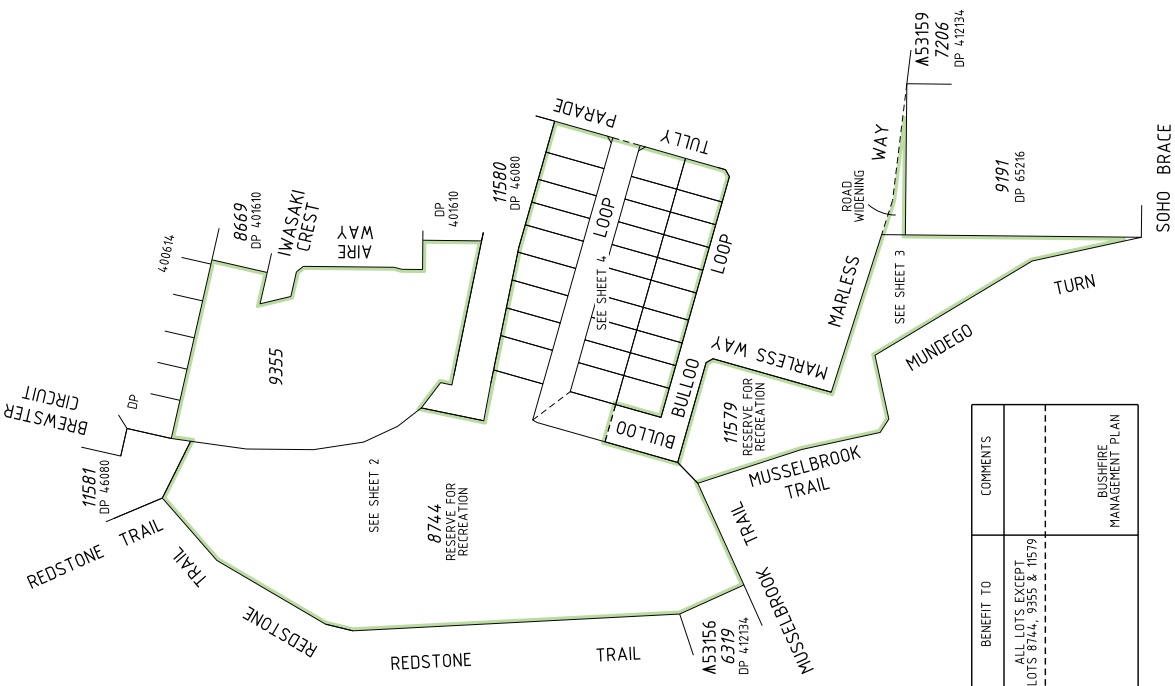 PARADE
TULLY
Ʌ53159
7206
DP 412134
11580
DP 46080
LOOP
SEE SHEET 4
LOOP
ROAD
WIDENING
WAY
9191
DP 65216
SOHO BRACE
400614
8669
DP 401610
IWASAKI
CREST
AIRE
WAY
DP
401610
MARLESS
SEE SHEET 3
TURN
MUNDEGO
9355
BULLOO
MARLESS WAY
BREWSTER
CIRCUIT
DP
BULLOO
11579
RESERVE FOR
RECREATION
11581
DP 46080
SEE SHEET 2
8744
RESERVE FOR
RECREATION
MUSSELBROOK
TRAIL
REDSTONE TRAIL
TRAIL
REDSTONE
REDSTONE TRAIL
Ʌ53156
6319
DP 412134
MUSSELBROOK TRAIL
BENEFIT TO
COMMENTS
ALL LOTS EXCEPT
LOTS 8744, 9355 & 11579
BUSHFIRE
MANAGEMENT PLAN